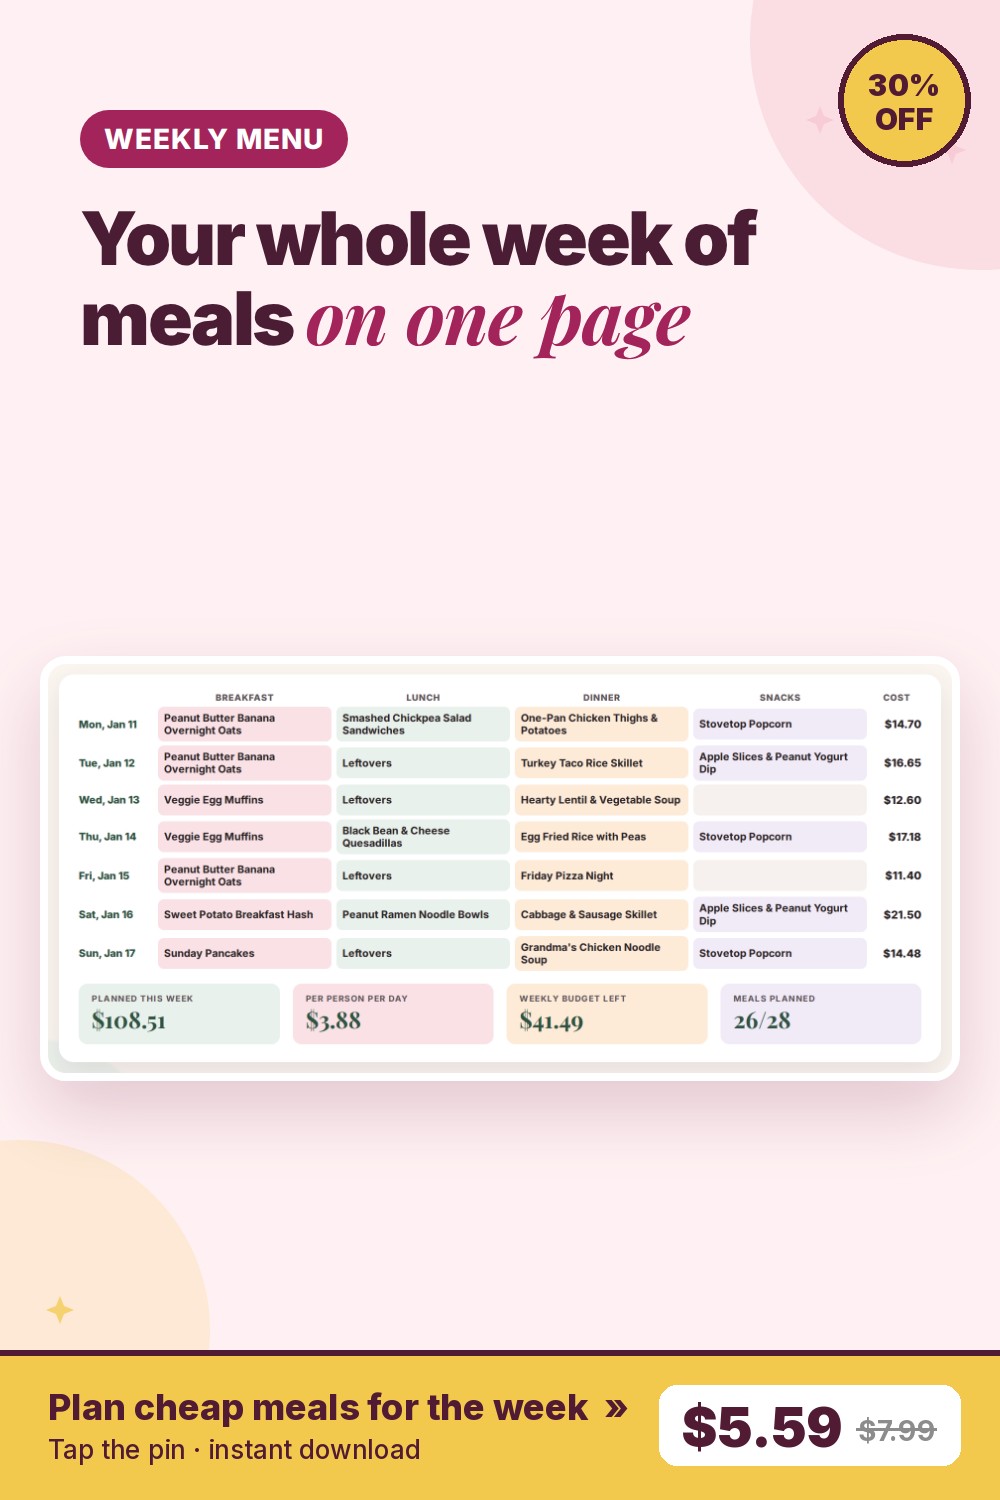 30%
OFF
WEEKLY MENU
Your whole week of
meals on one page
BREAKFAST LUNCH DINNER SNACKS COST
Mon, Jan 11 Peanut Butter Banana Overnight Oats Smashed Chickpea Salad Sandwiches One-Pan Chicken Thighs & Potatoes Stovetop Popcorn $14.70
Tue, Jan 12 Peanut Butter Banana Overnight Oats Leftovers Turkey Taco Rice Skillet Apple Slices & Peanut Yogurt Dip $16.65
Wed, Jan 13 Veggie Egg Muffins Leftovers Hearty Lentil & Vegetable Soup $12.60
Thu, Jan 14 Veggie Egg Muffins Black Bean & Cheese Quesadillas Egg Fried Rice with Peas Stovetop Popcorn $17.18
Fri, Jan 15 Peanut Butter Banana Overnight Oats Leftovers Friday Pizza Night $11.40
Sat, Jan 16 Sweet Potato Breakfast Hash Peanut Ramen Noodle Bowls Cabbage & Sausage Skillet Apple Slices & Peanut Yogurt Dip $21.50
Sun, Jan 17 Sunday Pancakes Leftovers Grandma's Chicken Noodle Soup Stovetop Popcorn $14.48
PLANNED THIS WEEK PER PERSON PER DAY WEEKLY BUDGET LEFT MEALS PLANNED
$108.51 $3.88 $41.49 26/28
Plan cheap meals for the week »
Tap the pin · instant download
$5.59 $7.99